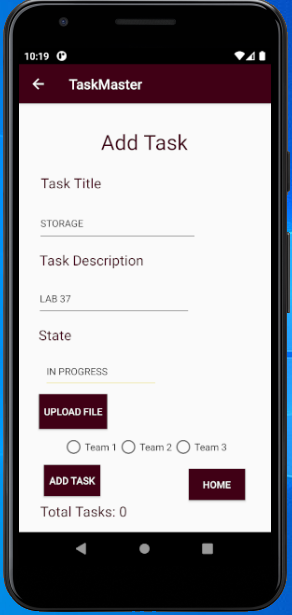 10:19
TaskMaster
Add Task
Task Title
STORAGE
Task Description
LAB 37
State
IN PROGRESS
UPLOAD FILE
Team 1 Team 2 Team 3
ADD TASK HOME
Total Tasks: 0